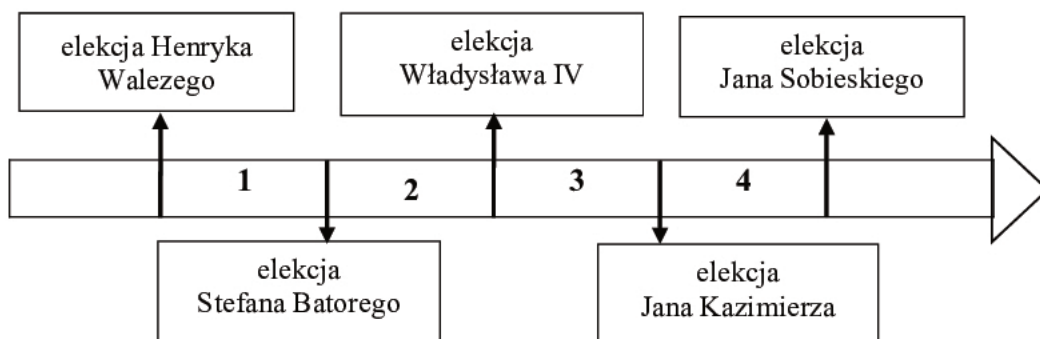 elekcja Henryka
Walezego
elekcja
Władysława IV
elekcja
Jana Sobieskiego
1
2
3
4
elekcja
Stefana Batorego
elekcja
Jana Kazimierza